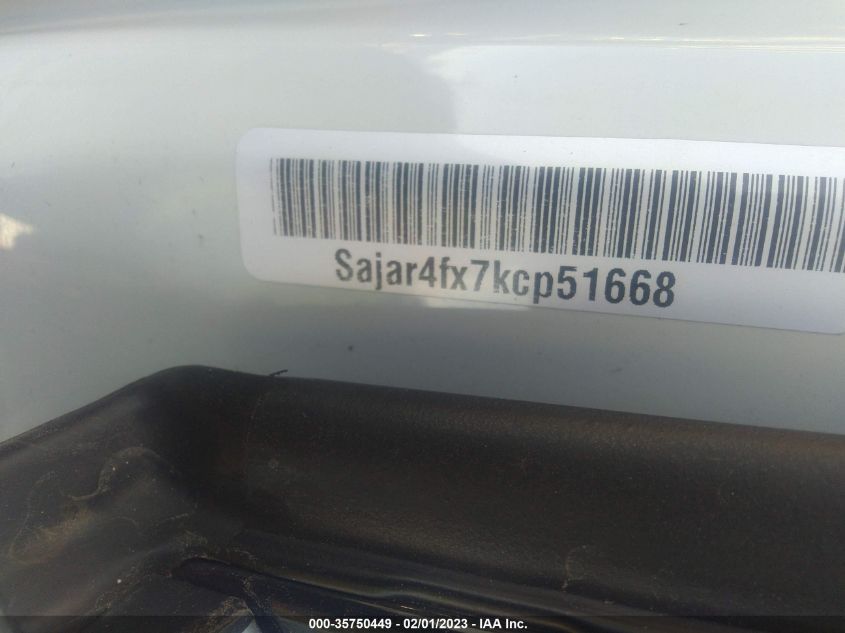 Sajar4fx7kcp51668
000-35750449 - 02/01/2023 - IAA Inc.